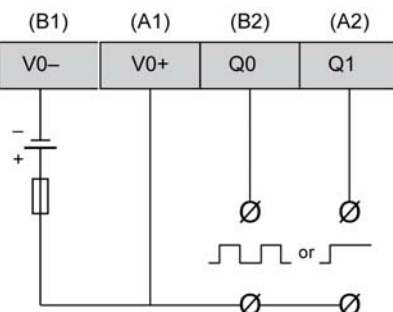 (B1) (A1) (B2) (A2)
V0– V0+ Q0 Q1
–
+
or